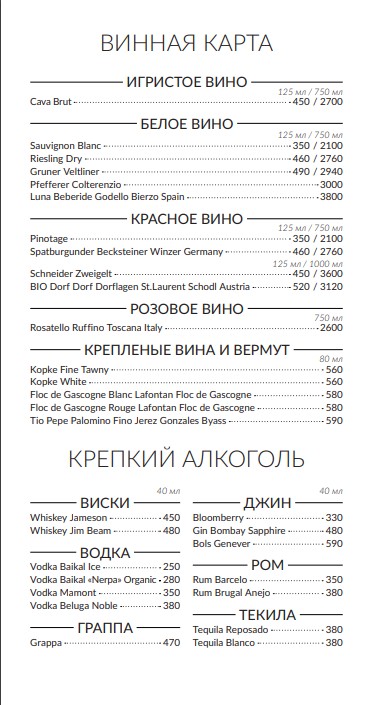 ВИННАЯ КАРТА
ИГРИСТОЕ ВИНО
125 мл / 750 мл
Cava Brut 450 / 2700
БЕЛОЕ ВИНО
125 мл / 750 мл
Sauvignon Blanc 350 / 2100
Riesling Dry 460 / 2760
Gruner Veltliner 490 / 2940
Pfefferer Colterenzio 3000
Luna Beberide Godello Bierzo Spain 3800
КРАСНОЕ ВИНО
125 мл / 750 мл
Pinotage 350 / 2100
Spatburgunder Becksteiner Winzer Germany 460 / 2760
125 мл / 1000 мл
Schneider Zweigelt 450 / 3600
BIO Dorf Dorf Dorflagen St.Laurent Schodl Austria 520 / 3120
РОЗОВОЕ ВИНО
750 мл
Rosatello Ruffino Toscana Italy 2600
КРЕПЛЕНЫЕ ВИНА И ВЕРМУТ
80 мл
Kopke Fine Tawny 560
Kopke White 560
Floc de Gascogne Blanc Lafontan Floc de Gascogne 580
Floc de Gascogne Rouge Lafontan Floc de Gascogne 580
Tio Pepe Palomino Fino Jerez Gonzales Byass 590
КРЕПКИЙ АЛКОГОЛЬ
40 мл
ВИСКИ
Whiskey Jameson 450
Whiskey Jim Beam 480
ВОДКА
Vodka Baikal Ice 250
Vodka Baikal «Nerpa» Organic 280
Vodka Mamont 350
Vodka Beluga Noble 380
ГРАППА
Grappa 470
40 мл
ДЖИН
Bloomberry 330
Gin Bombay Sapphire 480
Bols Genever 590
РОМ
Rum Barcelo 350
Rum Brugal Anejo 380
ТЕКИЛА
Tequila Reposado 380
Tequila Blanco 380